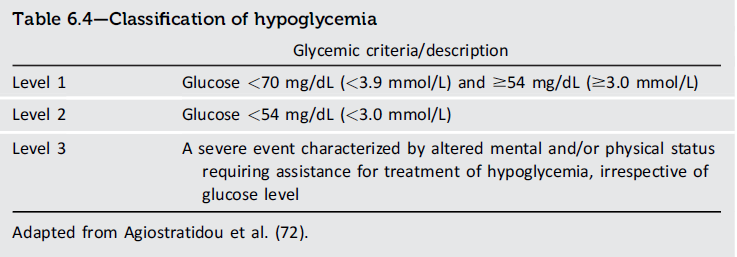 Table 6.4—Classification of hypoglycemia
Glycemic criteria/description
Level 1 Glucose <70 mg/dL (<3.9 mmol/L) and ≥54 mg/dL (≥3.0 mmol/L)
Level 2 Glucose <54 mg/dL (<3.0 mmol/L)
Level 3 A severe event characterized by altered mental and/or physical status
requiring assistance for treatment of hypoglycemia, irrespective of
glucose level
Adapted from Agiostratidou et al. (72).